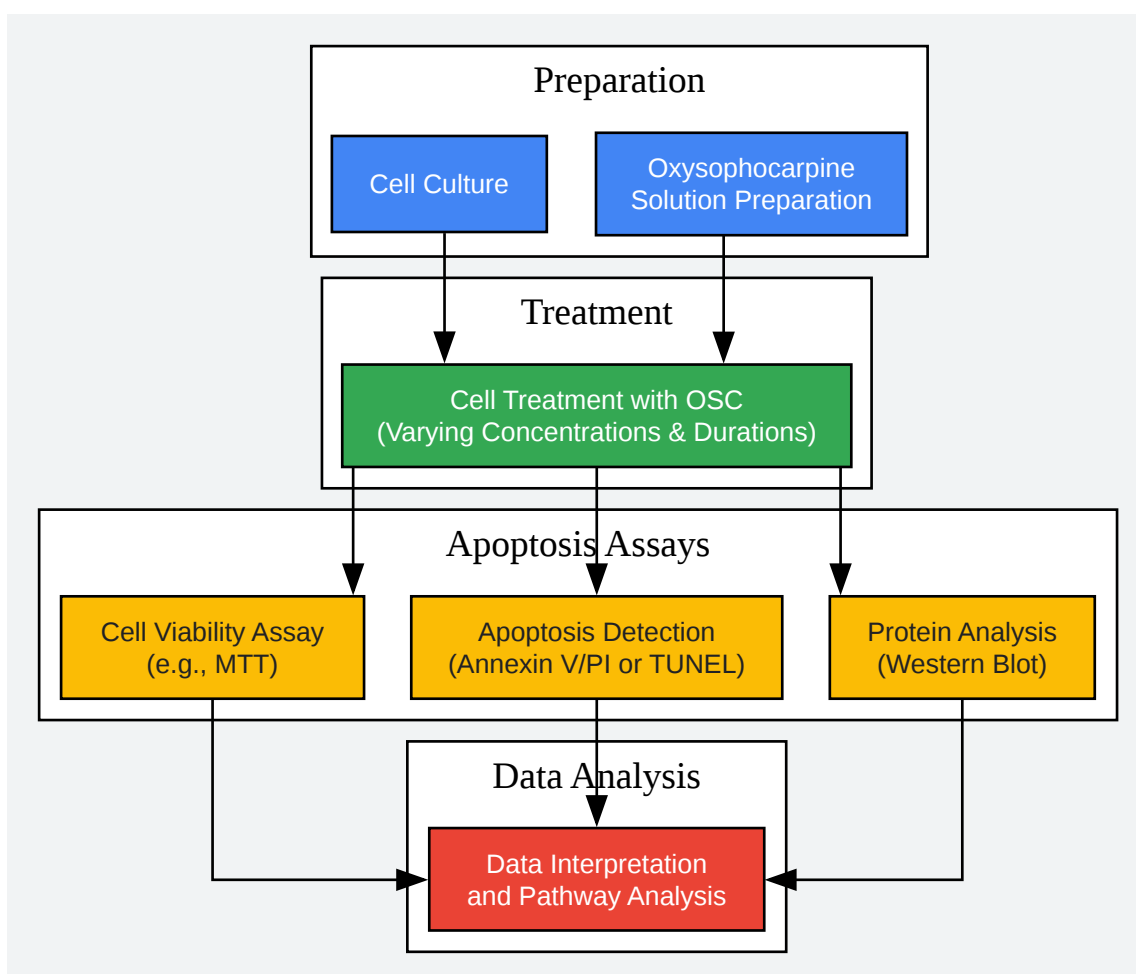 Preparation
Cell Culture
Oxysophocarpine
Solution Preparation
Treatment
Cell Treatment with OSC
(Varying Concentrations & Durations)
Apoptosis Assays
Cell Viability Assay
(e.g., MTT)
Apoptosis Detection
(Annexin V/PI or TUNEL)
Protein Analysis
(Western Blot)
Data Analysis
Data Interpretation
and Pathway Analysis